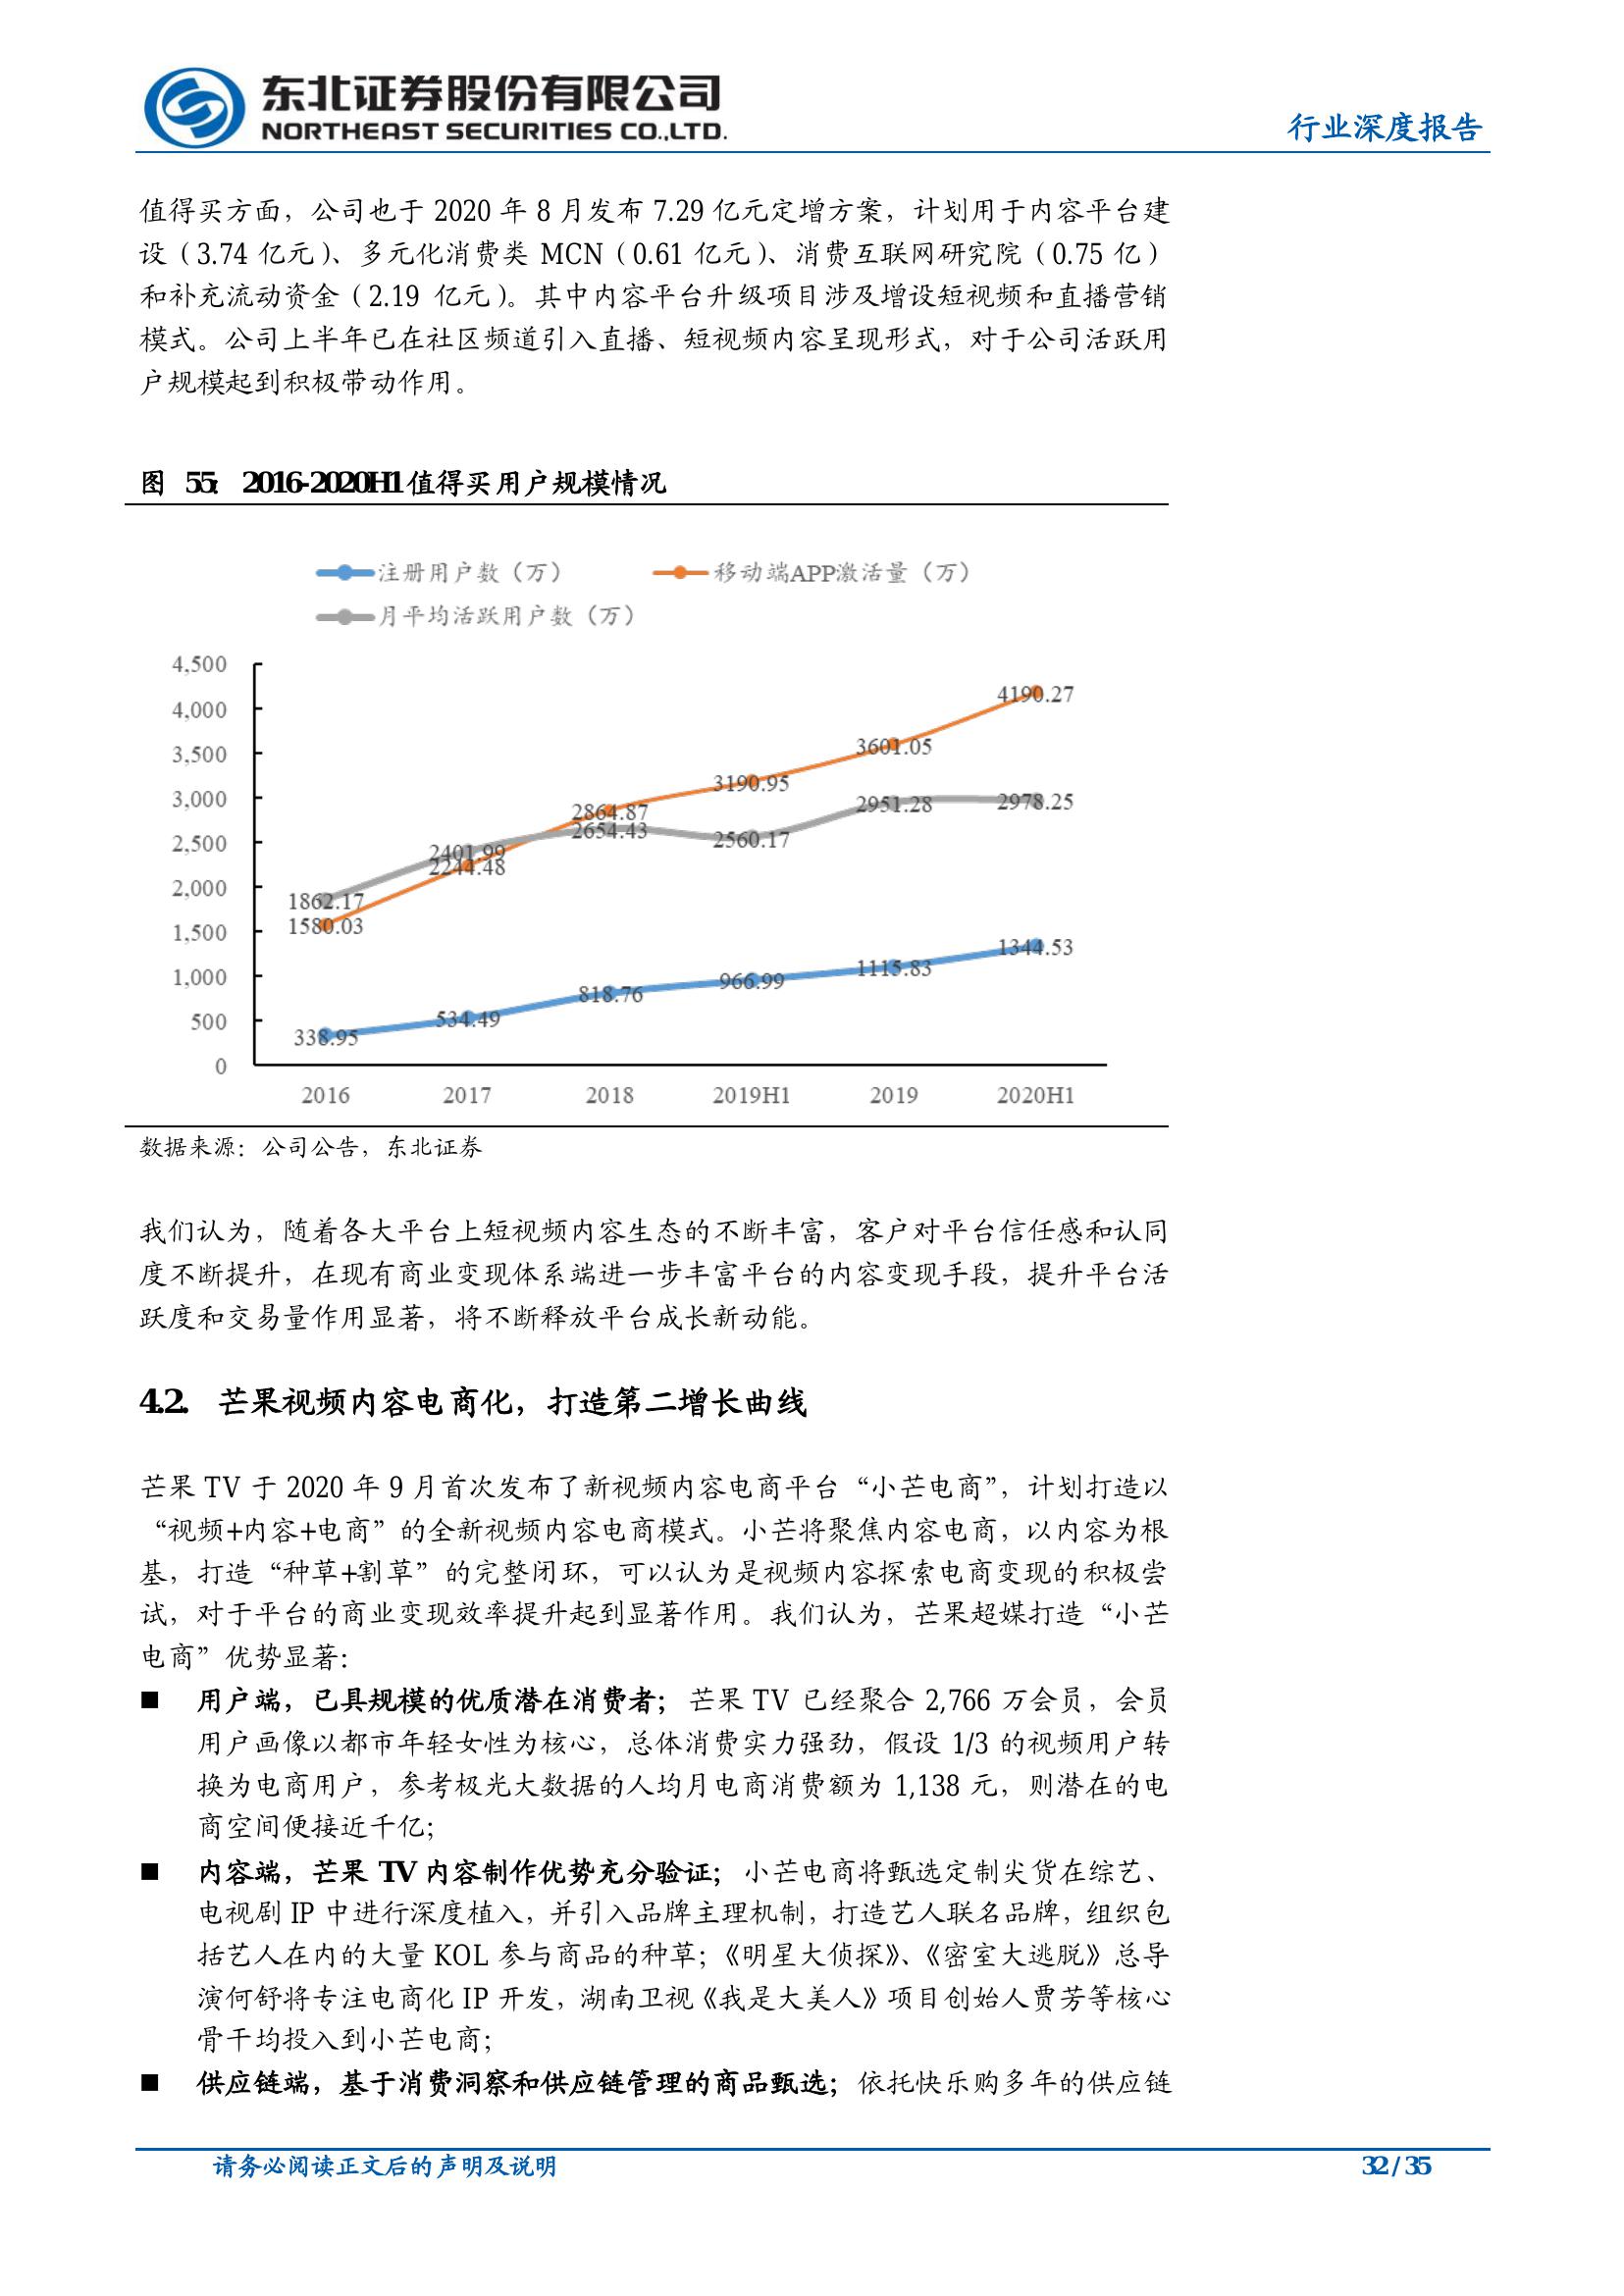 东北证券股份有限公司
NORTHEAST SECURITIES CO.,LTD.
行业深度报告
值得买方面，公司也于 2020 年 8 月发布 7.29 亿元定增方案，计划用于内容平台建
设（3.74 亿元）、多元化消费类 MCN（0.61 亿元）、消费互联网研究院（0.75 亿）
和补充流动资金（2.19 亿元）。其中内容平台升级项目涉及增设短视频和直播营销
模式。公司上半年已在社区频道引入直播、短视频内容呈现形式，对于公司活跃用
户规模起到积极带动作用。
图 55： 2016-2020H1 值得买用户规模情况
注册用户数（万） 移动端APP激活量（万）
月平均活跃用户数（万）
4,500
4,000
3,500
3,000
2,500
2,000
1,500
1,000
500
0
4190.27
3601.05
3190.95
2864.87
2244.48
1580.03
2978.25
2951.28
2560.17
2654.43
2401.99
1862.17
1344.53
1115.83
966.99
818.76
534.49
338.95
2016 2017 2018 2019H1 2019 2020H1
数据来源：公司公告，东北证券
我们认为，随着各大平台上短视频内容生态的不断丰富，客户对平台信任感和认同
度不断提升，在现有商业变现体系端进一步丰富平台的内容变现手段，提升平台活
跃度和交易量作用显著，将不断释放平台成长新动能。
4.2. 芒果视频内容电商化，打造第二增长曲线
芒果 TV 于 2020 年 9 月首次发布了新视频内容电商平台“小芒电商”，计划打造以
“视频+内容+电商”的全新视频内容电商模式。小芒将聚焦内容电商，以内容为根
基，打造“种草+割草”的完整闭环，可以认为是视频内容探索电商变现的积极尝
试，对于平台的商业变现效率提升起到显著作用。我们认为，芒果超媒打造“小芒
电商”优势显著：
■ 用户端，已具规模的优质潜在消费者；芒果 TV 已经聚合 2,766 万会员，会员
用户画像以都市年轻女性为核心，总体消费实力强劲，假设 1/3 的视频用户转
换为电商用户，参考极光大数据的人均月电商消费额为 1,138 元，则潜在的电
商空间便接近千亿；
■ 内容端，芒果 TV 内容制作优势充分验证；小芒电商将甄选定制尖货在综艺、
电视剧 IP 中进行深度植入，并引入品牌主理机制，打造艺人联名品牌，组织包
括艺人在内的大量 KOL 参与商品的种草；《明星大侦探》、《密室大逃脱》总导
演何舒将专注电商化 IP 开发，湖南卫视《我是大美人》项目创始人贾芳等核心
骨干均投入到小芒电商；
■ 供应链端，基于消费洞察和供应链管理的商品甄选；依托快乐购多年的供应链
请务必阅读正文后的声明及说明
32 / 35